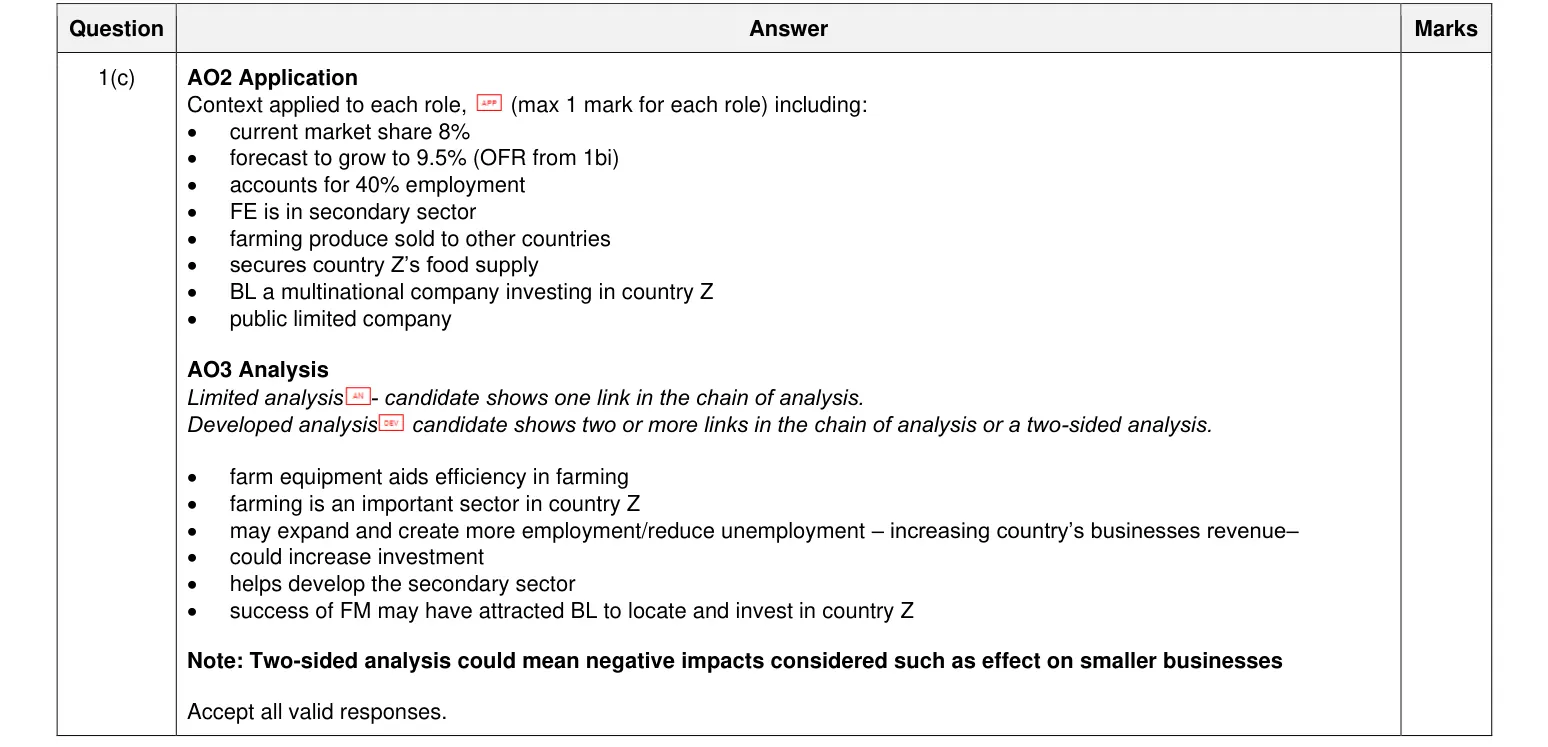 Question Answer Marks
1(c) AO2 Application
Context applied to each role, APP (max 1 mark for each role) including:
• current market share 8%
• forecast to grow to 9.5% (OFR from 1bi)
• accounts for 40% employment
• FE is in secondary sector
• farming produce sold to other countries
• secures country Z’s food supply
• BL a multinational company investing in country Z
• public limited company
AO3 Analysis
Limited analysis AN - candidate shows one link in the chain of analysis.
Developed analysis DEV candidate shows two or more links in the chain of analysis or a two-sided analysis.
• farm equipment aids efficiency in farming
• farming is an important sector in country Z
• may expand and create more employment/reduce unemployment – increasing country’s businesses revenue–
• could increase investment
• helps develop the secondary sector
• success of FM may have attracted BL to locate and invest in country Z
Note: Two-sided analysis could mean negative impacts considered such as effect on smaller businesses
Accept all valid responses.